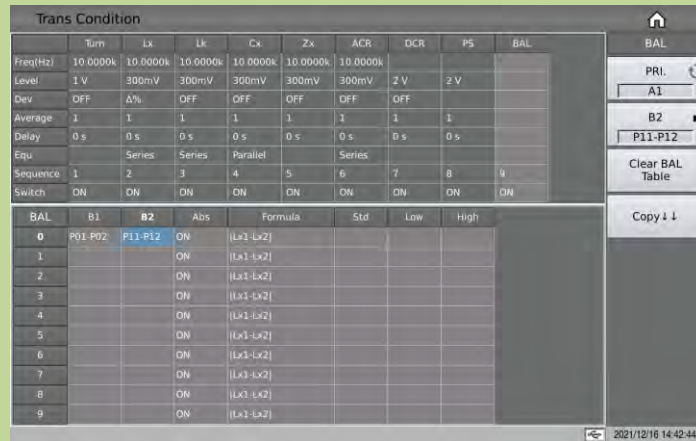 Trans Condition
Turn Lx Lk Cx Zx ACR DCR PS BAL
Freq(Hz) 10.0000k 10.0000k 10.0000k 10.0000k 10.0000k 10.0000k
Level 1 V 300mV 300mV 300mV 300mV 300mV 2 V 2 V
Dev OFF Δ% OFF OFF OFF OFF OFF
Average 1 1 1 1 1 1 1 1
Delay 0 s 0 s 0 s 0 s 0 s 0 s 0 s 0 s
Equ Series Series Parallel Series
Sequence 1 2 3 4 5 6 7 8 9
Switch ON ON ON ON ON ON ON ON ON
BAL B1 B2 Abs Formula Std Low High
0 P01-P02 P11-P12 ON |Lx1-Lx2|
1 ON |Lx1-Lx2|
2 ON |Lx1-Lx2|
3 ON |Lx1-Lx2|
4 ON |Lx1-Lx2|
5 ON |Lx1-Lx2|
6 ON |Lx1-Lx2|
7 ON |Lx1-Lx2|
8 ON |Lx1-Lx2|
9 ON |Lx1-Lx2|
BAL
PRI.
A1
B2
P11-P12
Clear BAL
Table
Copy↓↓
2021/12/16 14:42:44